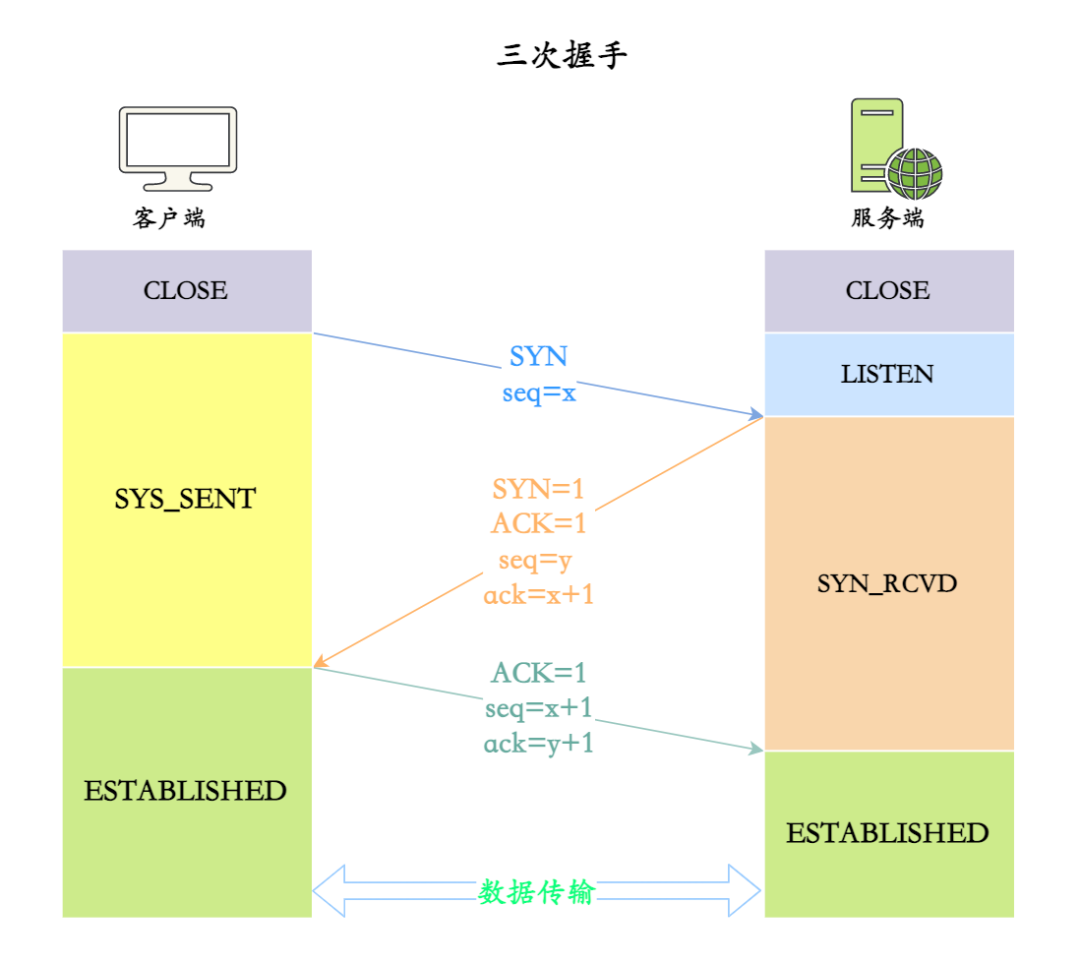 三次握手
客户端
服务端
CLOSE
CLOSE
SYN
seq=x
LISTEN
SYS_SENT
SYN=1
ACK=1
seq=y
ack=x+1
SYN_RCVD
ACK=1
seq=x+1
ack=y+1
ESTABLISHED
ESTABLISHED
数据传输